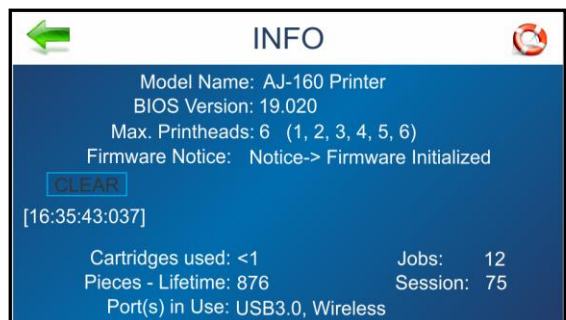 INFO
Model Name: AJ-160 Printer
BIOS Version: 19.020
Max. Printheads: 6 (1, 2, 3, 4, 5, 6)
Firmware Notice: Notice-> Firmware Initialized
CLEAR
[16:35:43:037]
Cartridges used: <1 Jobs: 12
Pieces - Lifetime: 876 Session: 75
Port(s) in Use: USB3.0, Wireless